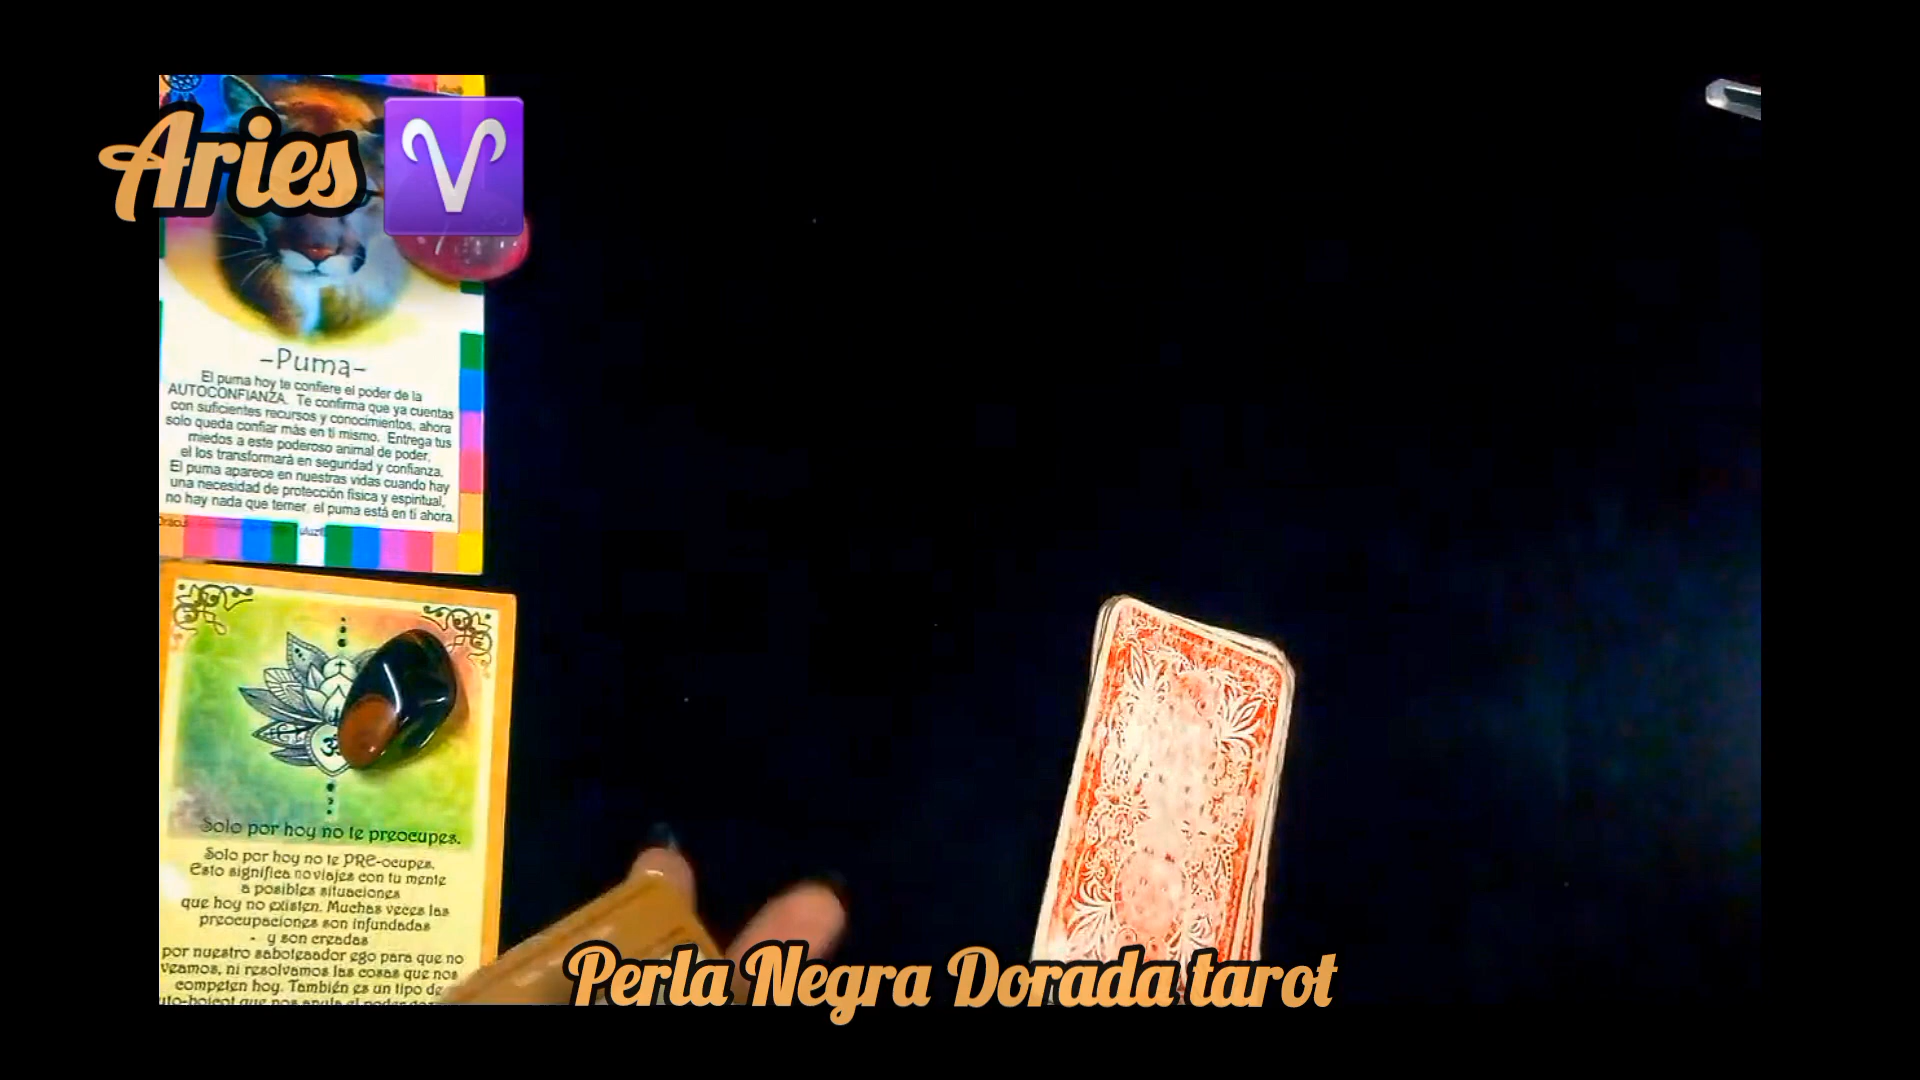 Aries ♈
-Puma-
El puma hoy te confiere el poder de la
AUTOCONFIANZA. Te confirma que ya cuentas
con suficientes recursos y conocimientos, ahora
solo queda confiar más en ti mismo. Entrega tus
miedos a este poderoso animal de poder,
el los transformará en seguridad y confianza.
El puma aparece en nuestras vidas cuando hay
una necesidad de protección física y espiritual,
no hay nada que temer, el puma está en ti ahora.
Solo por hoy no te preocupes.
Solo por hoy no te PRE-ocupes.
Esto significa no viajes con tu mente
a posibles situaciones
que hoy no existen. Muchas veces las
preocupaciones son infundadas
y son creadas
por nuestro saboteador ego para que no
veamos, ni resolvamos las cosas que nos
competen hoy. También es un tipo de
que nos anula el poder
Perla Negra Dorada tarot